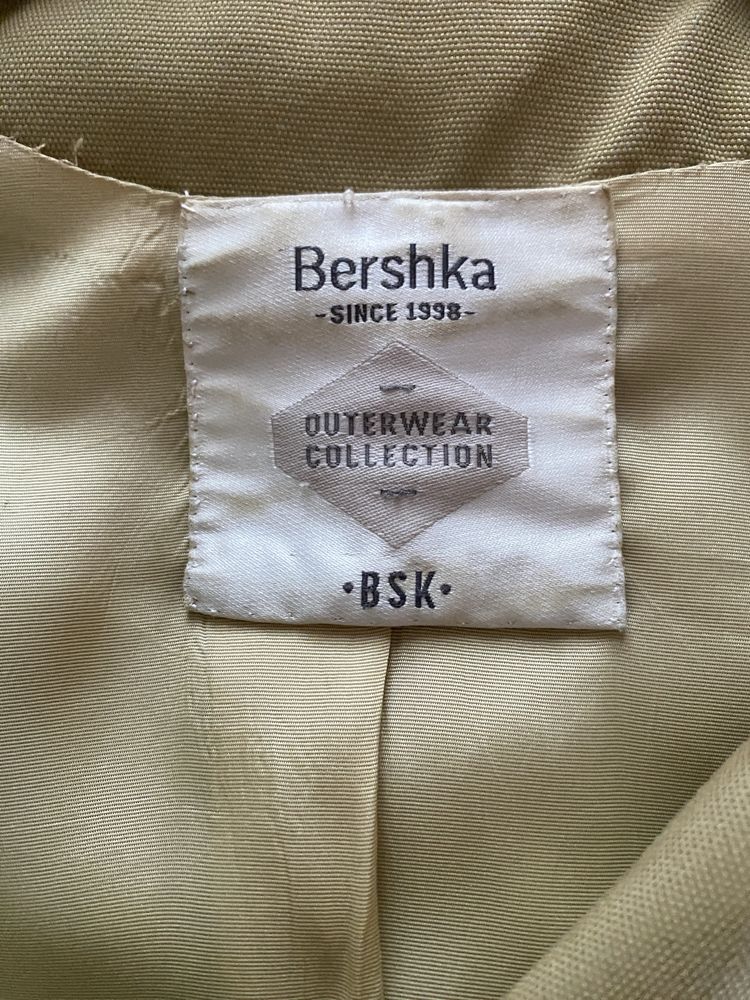 Bershka
-SINCE 1998-
OUTERWEAR
COLLECTION
·BSK·